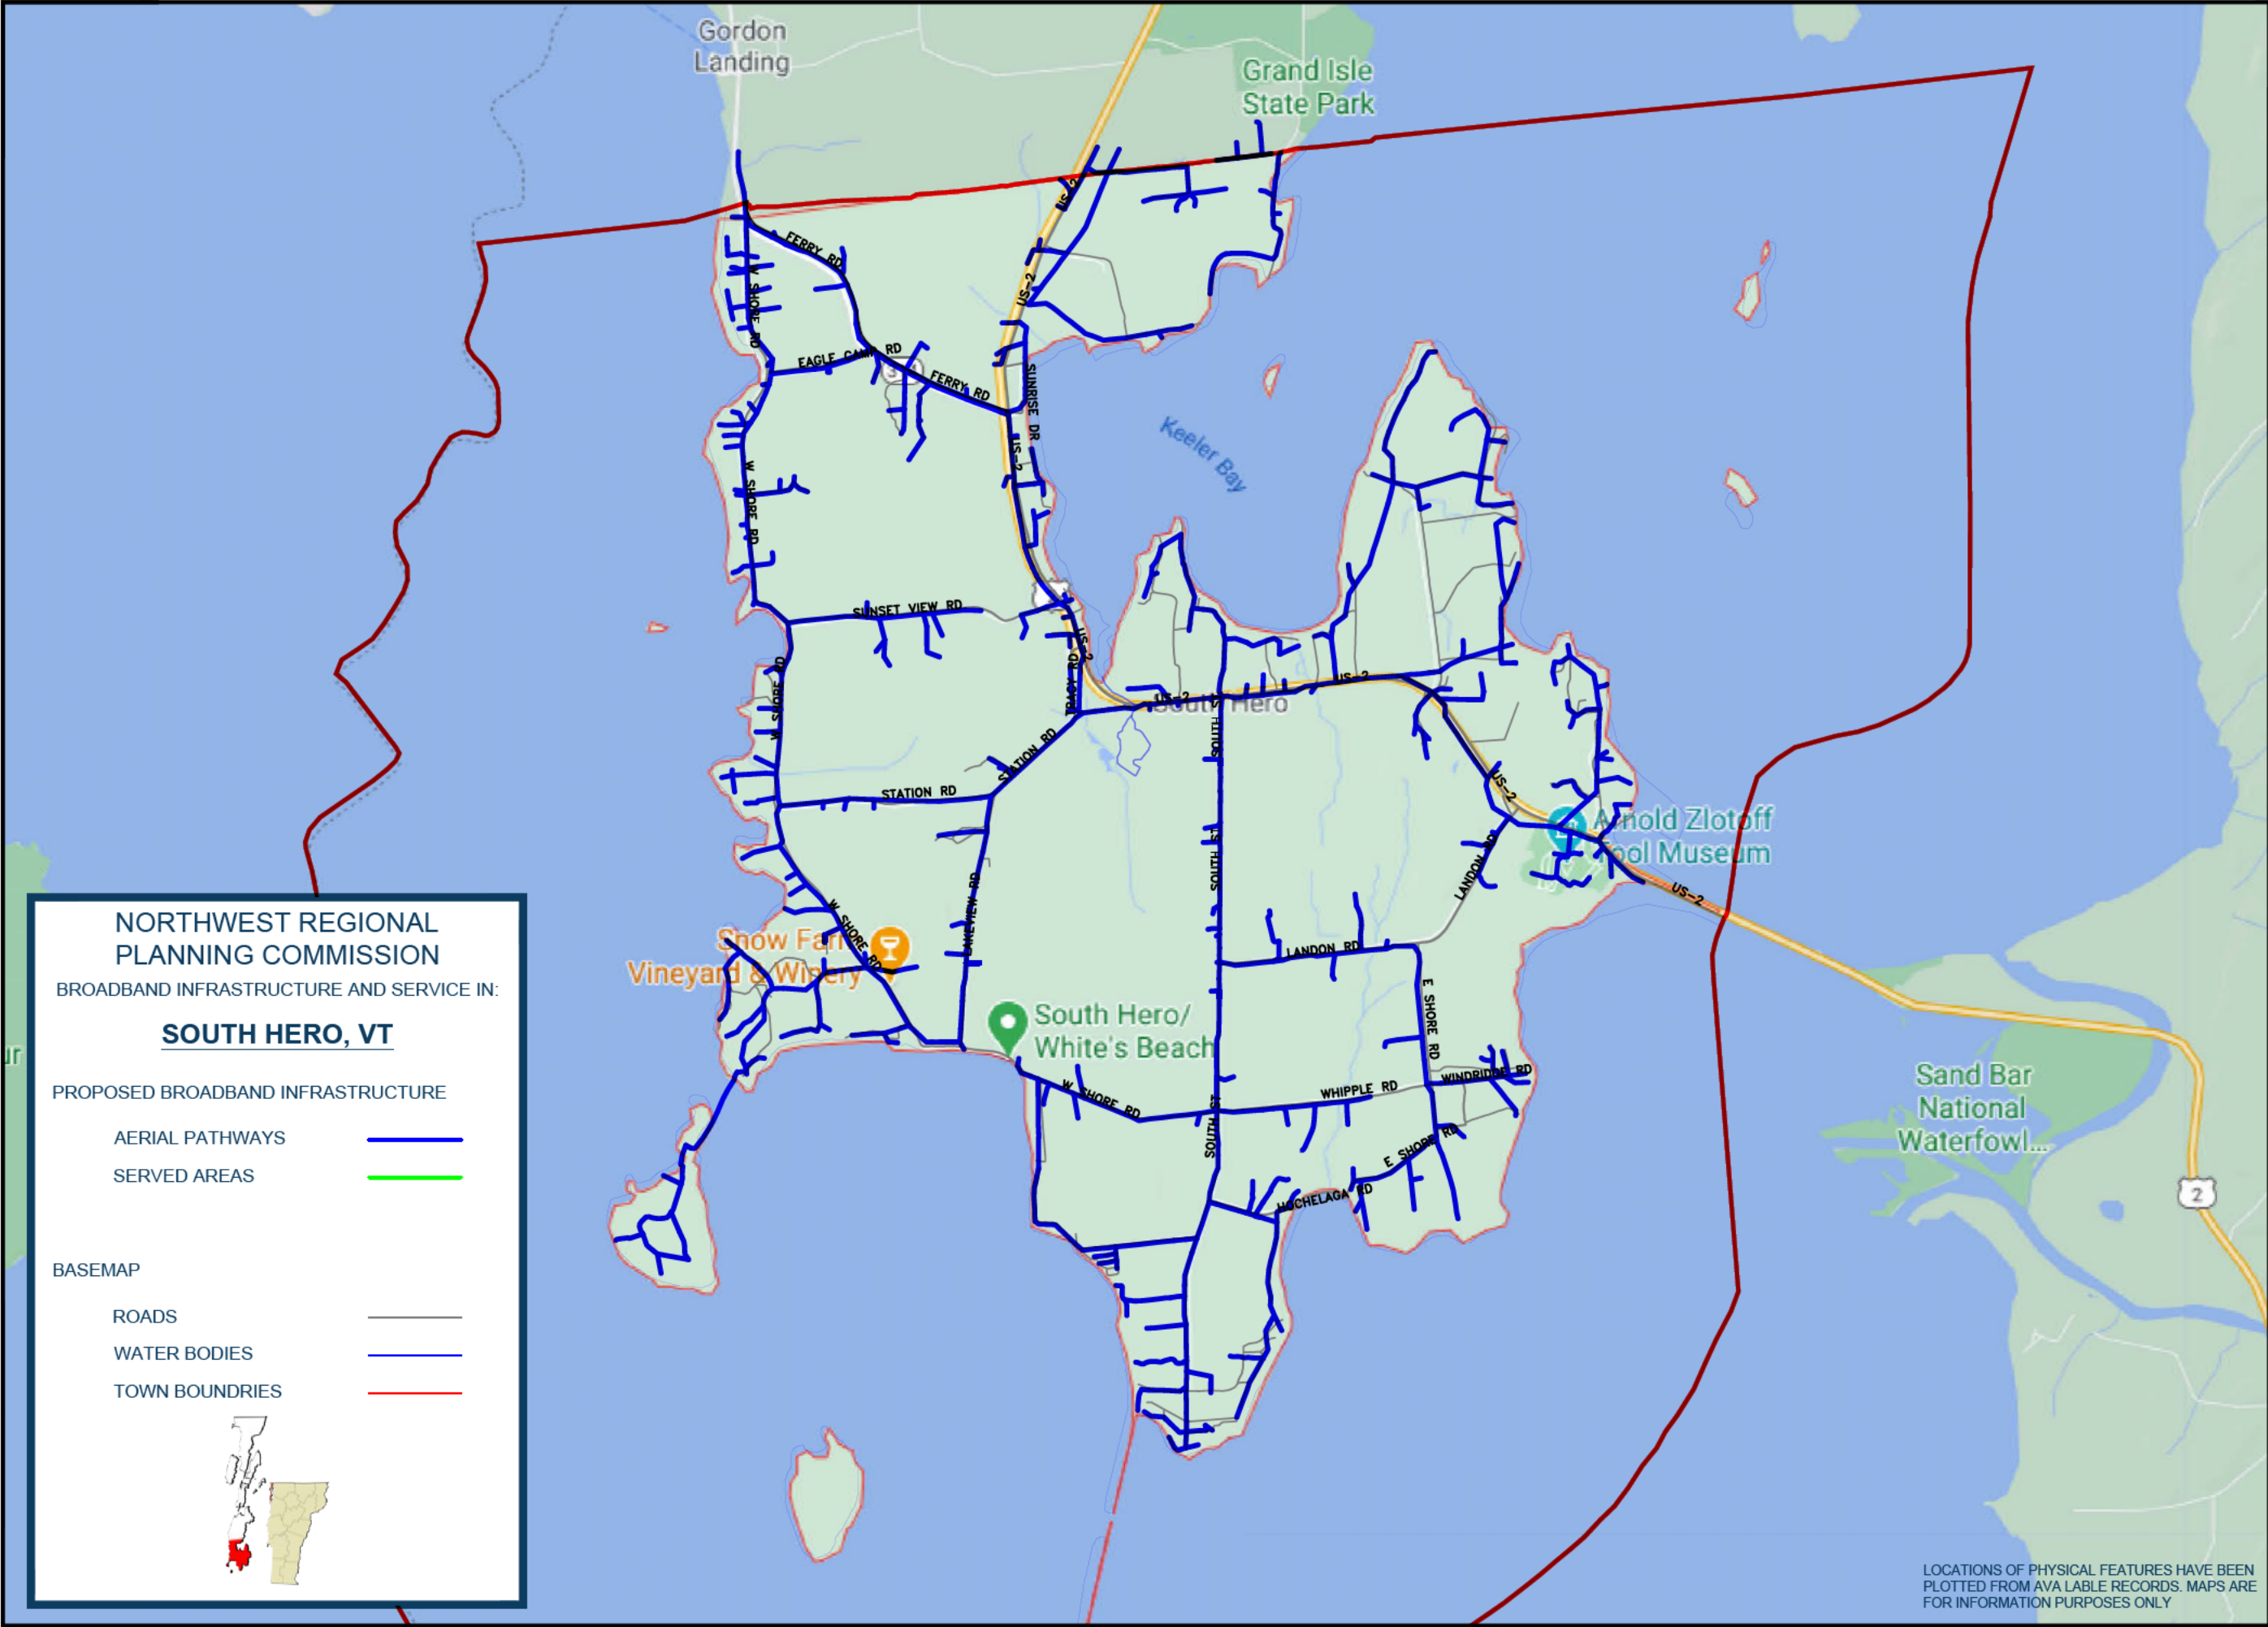 Gordon
Landing
Grand Isle
State Park
US-2
FERRY RD
W SHORE RD
US-2
EAGLE CAMP RD
FERRY RD
SUNRISE DR
US-2
Keeler Bay
W SHORE RD
SUNSET VIEW RD
US-2
TRACY RD
W SHORE RD
US-2
US-2
South Hero
SOUTH ST
STATION RD
STATION RD
US-2
Arnold Zlotoff
Tool Museum
SOUTH ST
LANDON RD
LAKEVIEW RD
US-2
W SHORE RD
Snow Farm
Vineyard & Winery
LANDON RD
E SHORE RD
South Hero/
White's Beach
WINDRIDGE RD
WHIPPLE RD
W SHORE RD
SOUTH ST
E SHORE RD
HOCHELAGA RD
Sand Bar
National
Waterfowl...
2
ur
NORTHWEST REGIONAL
PLANNING COMMISSION
BROADBAND INFRASTRUCTURE AND SERVICE IN:
SOUTH HERO, VT
PROPOSED BROADBAND INFRASTRUCTURE
AERIAL PATHWAYS
SERVED AREAS
BASEMAP
ROADS
WATER BODIES
TOWN BOUNDRIES
LOCATIONS OF PHYSICAL FEATURES HAVE BEEN
PLOTTED FROM AVA LABLE RECORDS. MAPS ARE
FOR INFORMATION PURPOSES ONLY